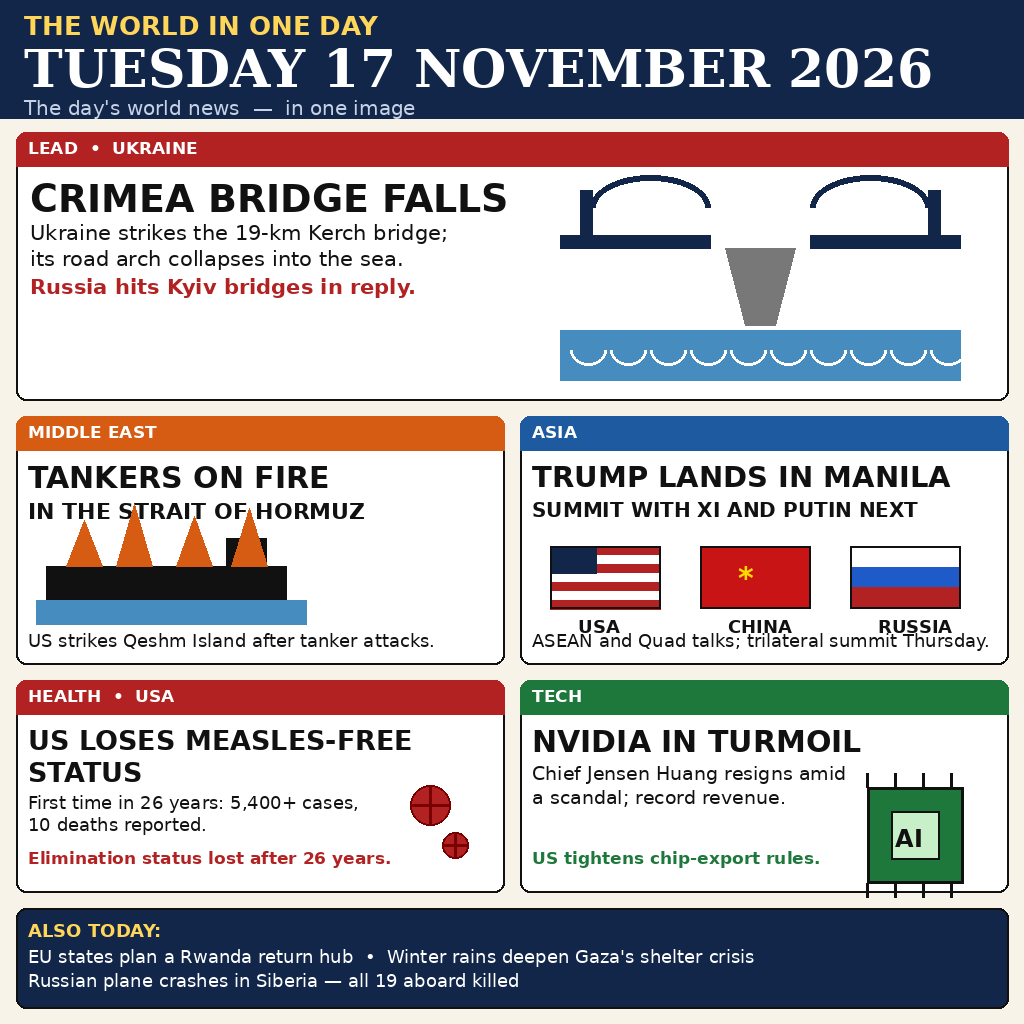 THE WORLD IN ONE DAY
TUESDAY 17 NOVEMBER 2026
The day's world news — in one image
LEAD • UKRAINE
CRIMEA BRIDGE FALLS
Ukraine strikes the 19-km Kerch bridge;
its road arch collapses into the sea.
Russia hits Kyiv bridges in reply.
MIDDLE EAST
TANKERS ON FIRE
IN THE STRAIT OF HORMUZ
US strikes Qeshm Island after tanker attacks.
ASIA
TRUMP LANDS IN MANILA
SUMMIT WITH XI AND PUTIN NEXT
USA CHINA RUSSIA
ASEAN and Quad talks; trilateral summit Thursday.
HEALTH • USA
US LOSES MEASLES-FREE
STATUS
First time in 26 years: 5,400+ cases,
10 deaths reported.
Elimination status lost after 26 years.
TECH
NVIDIA IN TURMOIL
Chief Jensen Huang resigns amid
a scandal; record revenue.
AI
US tightens chip-export rules.
ALSO TODAY:
EU states plan a Rwanda return hub • Winter rains deepen Gaza's shelter crisis
Russian plane crashes in Siberia — all 19 aboard killed